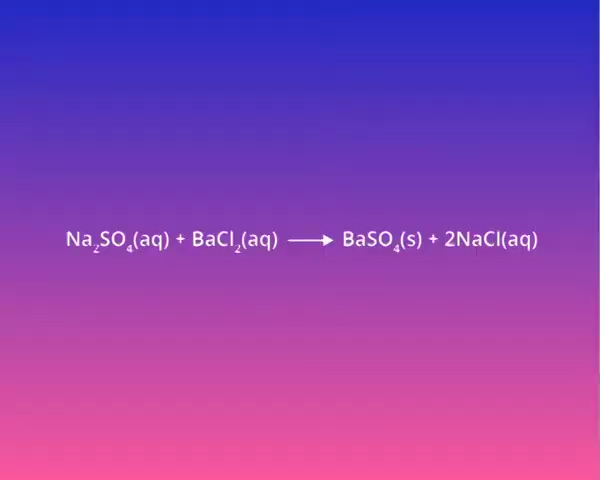 Na₂SO₄(aq) + BaCl₂(aq) ⟶ BaSO₄(s) + 2NaCl(aq)